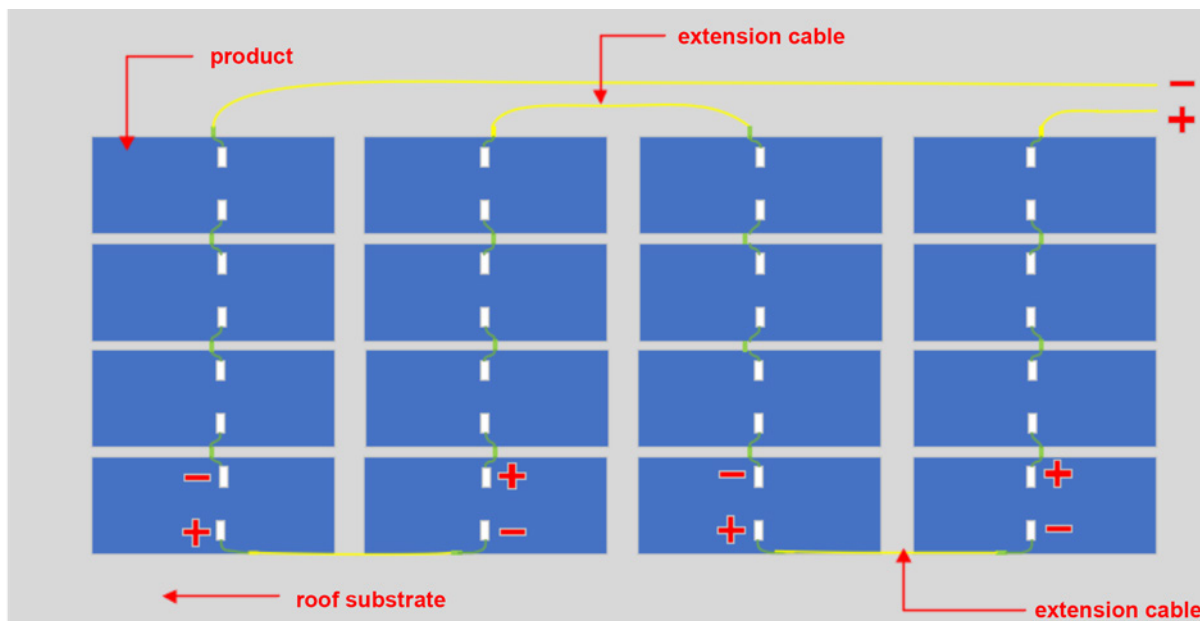 extension cable
product
−
+
− + − +
+ − + −
roof substrate
extension cable